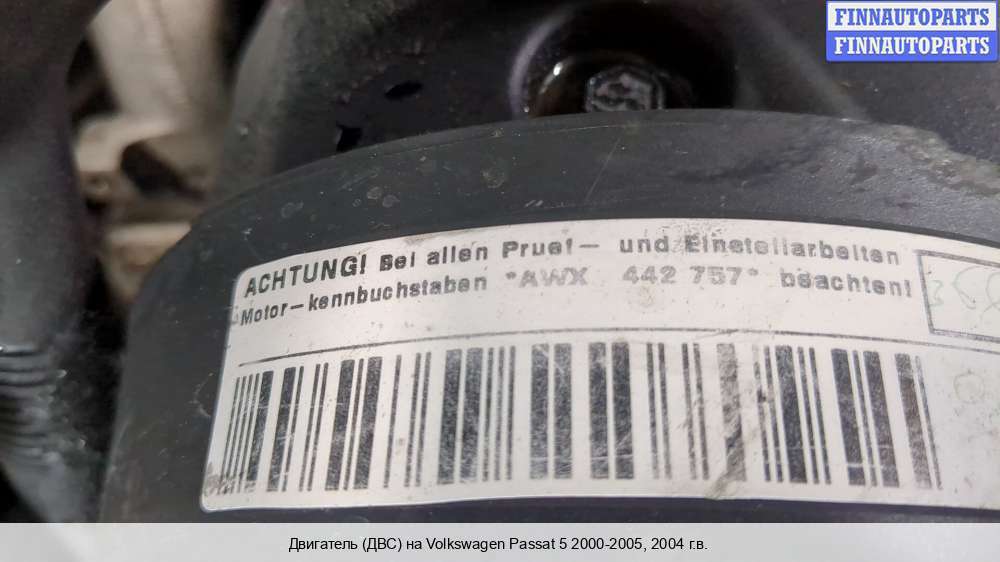 FINNAUTOPARTS
FINNAUTOPARTS
ACHTUNG! Bei allen Pruef- und Einstellarbeiten
Motor-kennbuchstaben *AWX 442 757* beachten!
Двигатель (ДВС) на Volkswagen Passat 5 2000-2005, 2004 г.в.